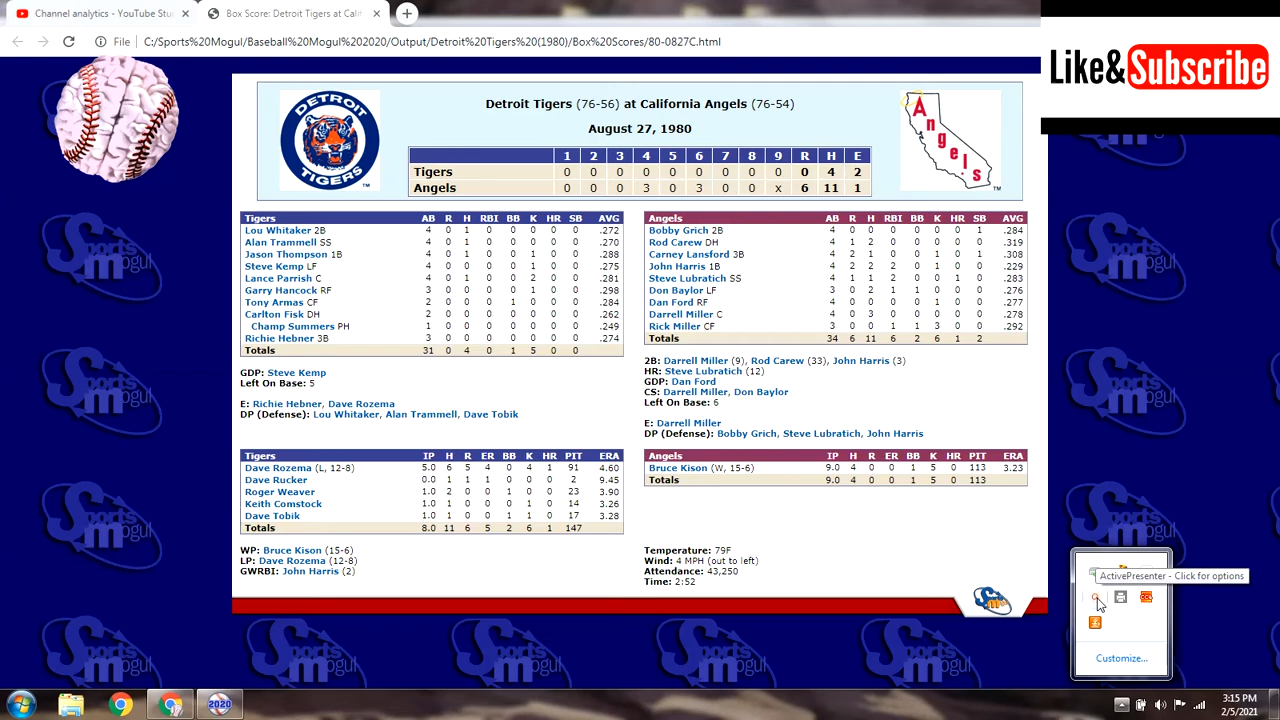 Channel analytics - YouTube Stu
Box Score: Detroit Tigers at Cali
File C:/Sports%20Mogul/Baseball%20Mogul%202020/Output/Detroit%20Tigers%20(1980)/Box%20Scores/80-0827C.html
Like& Subscribe
DETROIT TIGERS
Angels
Detroit Tigers (76-56) at California Angels (76-54)
August 27, 1980
1 2 3 4 5 6 7 8 9 R H E
Tigers 0 0 0 0 0 0 0 0 0 0 4 2
Angels 0 0 0 3 0 3 0 0 x 6 11 1
Tigers AB R H RBI BB K HR SB AVG
Lou Whitaker 2B 4 0 1 0 0 0 0 0 .272
Alan Trammell SS 4 0 1 0 0 0 0 0 .270
Jason Thompson 1B 4 0 1 0 0 1 0 0 .288
Steve Kemp LF 4 0 0 0 0 1 0 0 .275
Lance Parrish C 4 0 1 0 0 2 0 0 .281
Garry Hancock RF 3 0 0 0 0 1 0 0 .298
Tony Armas CF 2 0 0 0 1 0 0 0 .284
Carlton Fisk DH 2 0 0 0 0 0 0 0 .262
Champ Summers PH 1 0 0 0 0 0 0 0 .249
Richie Hebner 3B 3 0 0 0 0 0 0 0 .274
Totals 31 0 4 0 1 5 0 0
GDP: Steve Kemp
Left On Base: 5
E: Richie Hebner, Dave Rozema
DP (Defense): Lou Whitaker, Alan Trammell, Dave Tobik
Angels AB R H RBI BB K HR SB AVG
Bobby Grich 2B 4 0 0 0 0 0 0 1 .284
Rod Carew DH 4 1 2 0 0 0 0 0 .319
Carney Lansford 3B 4 2 1 0 0 0 0 1 .308
John Harris 1B 4 2 2 2 0 1 0 0 .229
Steve Lubratich SS 4 1 1 2 0 0 1 0 .283
Don Baylor LF 3 0 2 1 1 0 0 0 .276
Dan Ford RF 4 0 0 0 0 1 0 0 .277
Darrell Miller C 4 0 3 0 0 0 0 0 .278
Rick Miller CF 3 0 0 1 1 3 0 0 .292
Totals 34 6 11 6 2 6 1 2
2B: Darrell Miller (9), Rod Carew (33), John Harris (3)
HR: Steve Lubratich (12)
GDP: Dan Ford
CS: Darrell Miller, Don Baylor
Left On Base: 6
E: Darrell Miller
DP (Defense): Bobby Grich, Steve Lubratich, John Harris
Tigers IP H R ER BB K HR PIT ERA
Dave Rozema (L, 12-8) 5.0 6 5 4 0 4 1 91 4.60
Dave Rucker 0.0 1 1 1 0 0 0 2 9.45
Roger Weaver 1.0 2 0 0 1 0 0 23 3.90
Keith Comstock 1.0 1 0 0 0 1 0 14 3.26
Dave Tobik 1.0 1 0 0 1 1 0 17 3.28
Totals 8.0 11 6 5 2 6 1 147
WP: Bruce Kison (15-6)
LP: Dave Rozema (12-8)
GWRBI: John Harris (2)
Angels IP H R ER BB K HR PIT ERA
Bruce Kison (W, 15-6) 9.0 4 0 0 1 5 0 113 3.23
Totals 9.0 4 0 0 1 5 0 113
Temperature: 79F
Wind: 4 MPH (out to left)
Attendance: 43,250
Time: 2:52
ActivePresenter - Click for options
Customize...
Sports Mogul
2020
3:15 PM
2/5/2021